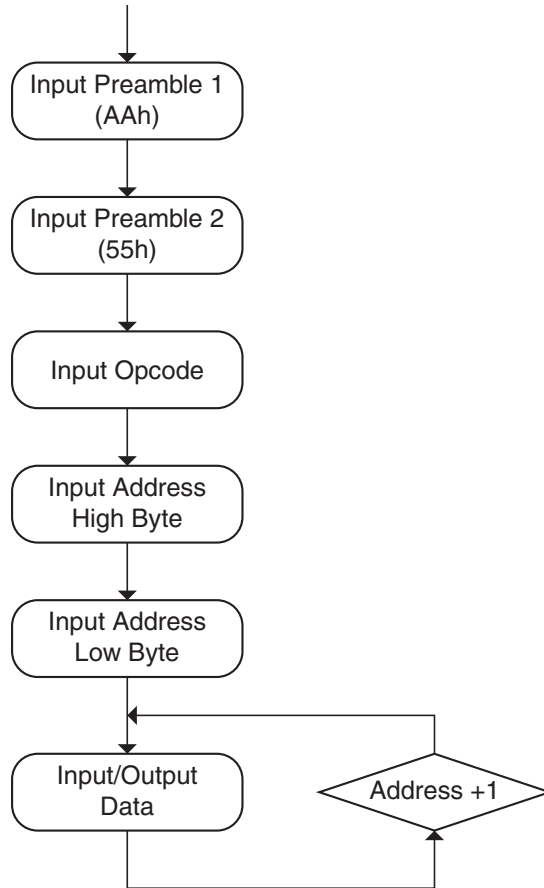 Input Preamble 1
(AAh)
Input Preamble 2
(55h)
Input Opcode
Input Address
High Byte
Input Address
Low Byte
Input/Output
Data
Address +1